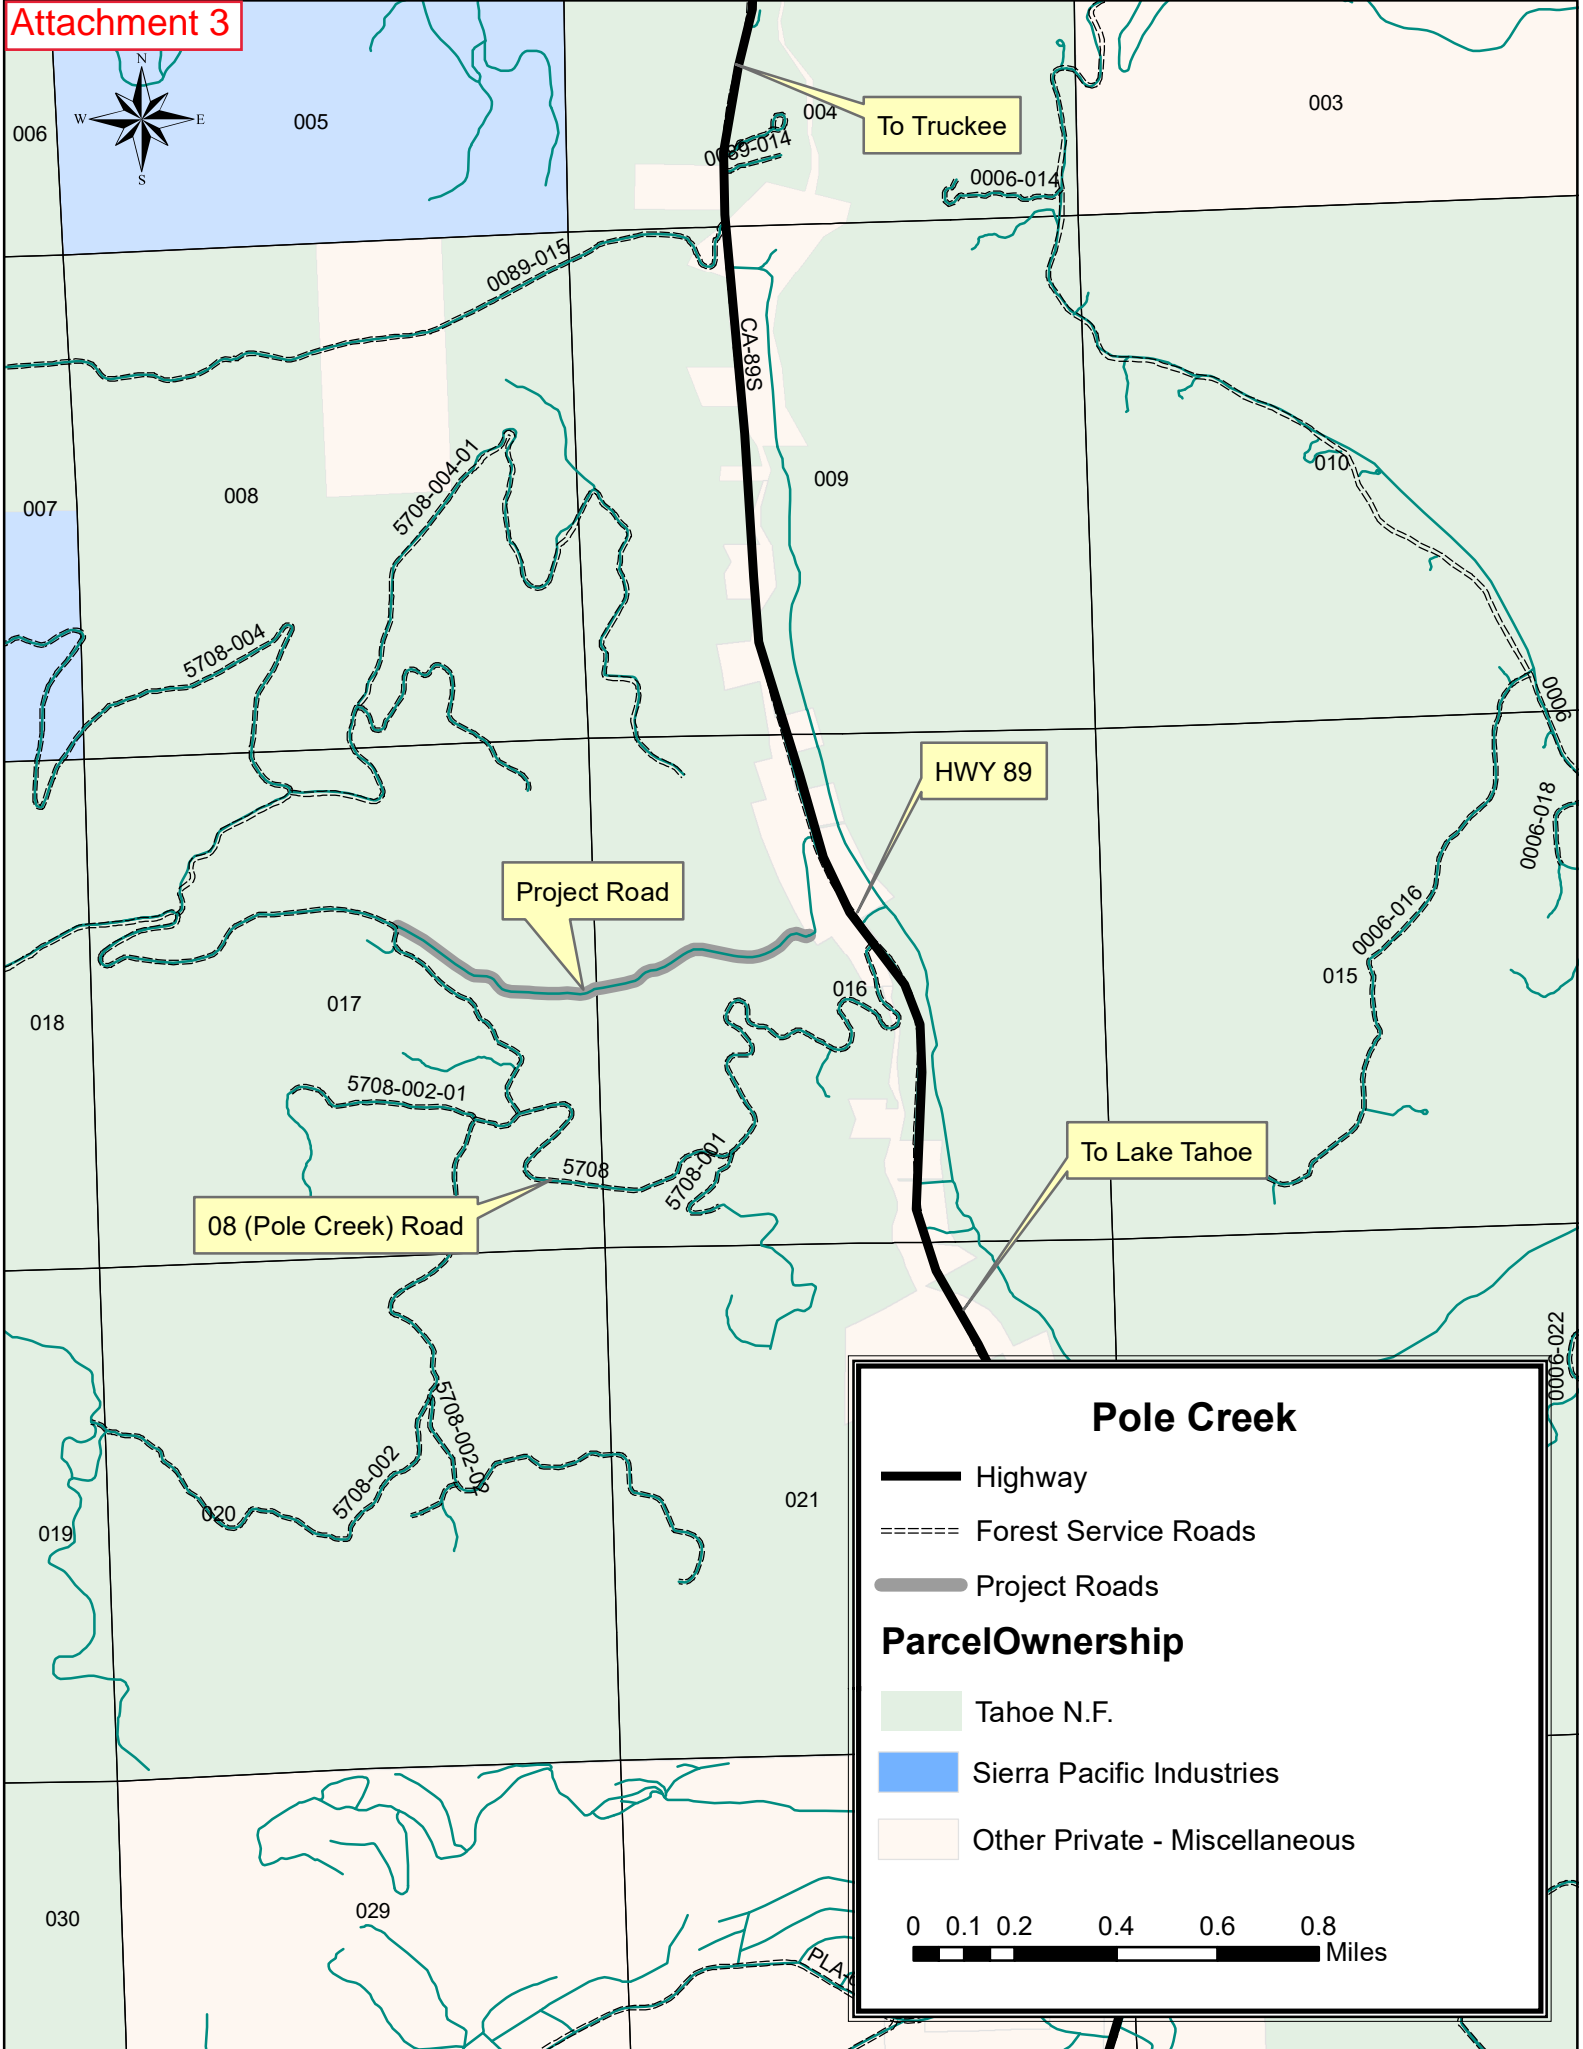 Attachment 3
N
W E
S
006
005
004
003
To Truckee
0089-014
0006-014
0089-015
CA-89S
007
008
009
010
5708-004-01
5708-004
0006
HWY 89
0006-018
Project Road
0006-016
018
017
016
015
5708-002-01
5708
5708-001
To Lake Tahoe
08 (Pole Creek) Road
0006-022
5708-002-02
5708-002
019
020
021
Pole Creek
Highway
Forest Service Roads
Project Roads
ParcelOwnership
Tahoe N.F.
Sierra Pacific Industries
Other Private - Miscellaneous
0 0.1 0.2 0.4 0.6 0.8
Miles
030
029